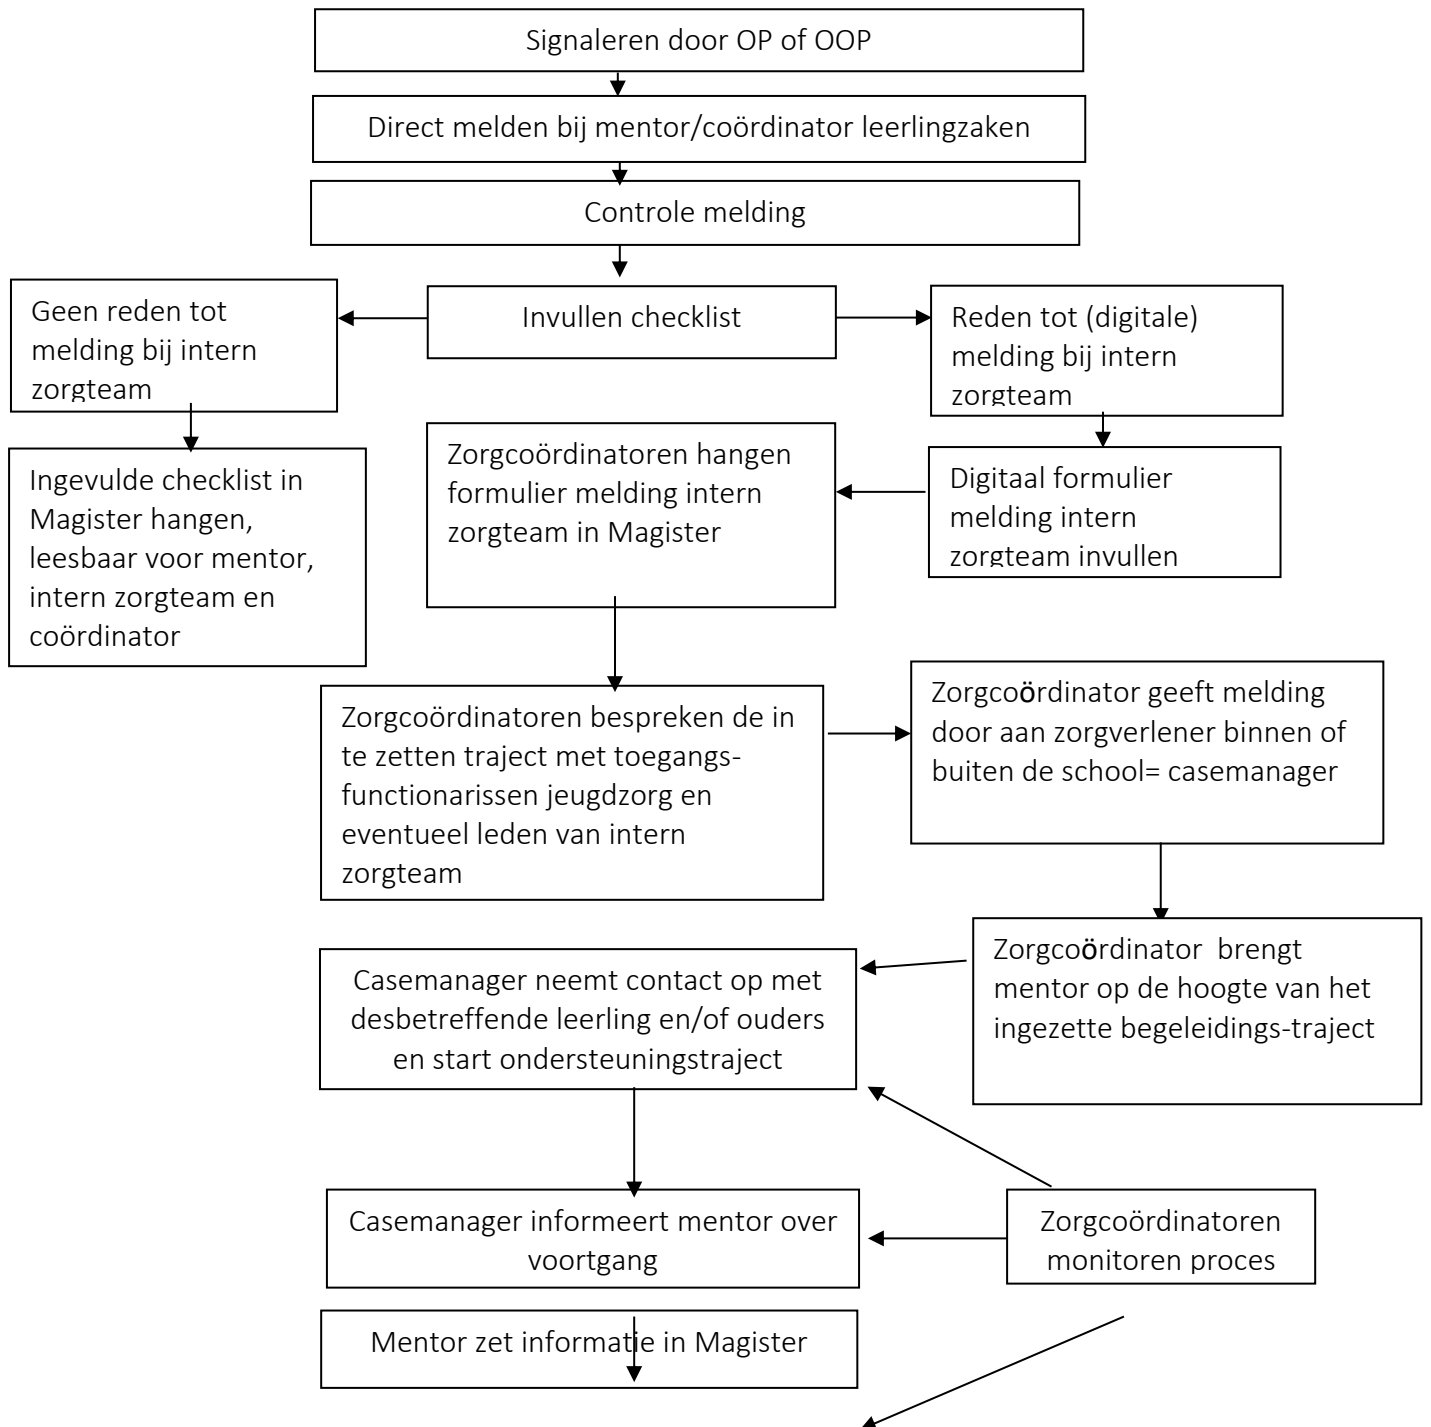 Signaleren door OP of OOP
Direct melden bij mentor/coördinator leerlingzaken
Controle melding
Geen reden tot
melding bij intern
zorgteam
Invullen checklist
Reden tot (digitale)
melding bij intern
zorgteam
Ingevulde checklist in
Magister hangen,
leesbaar voor mentor,
intern zorgteam en
coördinator
Zorgcoördinatoren hangen
formulier melding intern
zorgteam in Magister
Digitaal formulier
melding intern
zorgteam invullen
Zorgcoördinatoren bespreken de in
te zetten traject met toegangs-
functionarissen jeugdzorg en
eventueel leden van intern
zorgteam
Zorgcoördinator geeft melding
door aan zorgverlener binnen of
buiten de school= casemanager
Zorgcoördinator  brengt
mentor op de hoogte van het
ingezette begeleidings-traject
Casemanager neemt contact op met
desbetreffende leerling en/of ouders
en start ondersteuningstraject
Casemanager informeert mentor over
voortgang
Zorgcoördinatoren
monitoren proces
Mentor zet informatie in Magister